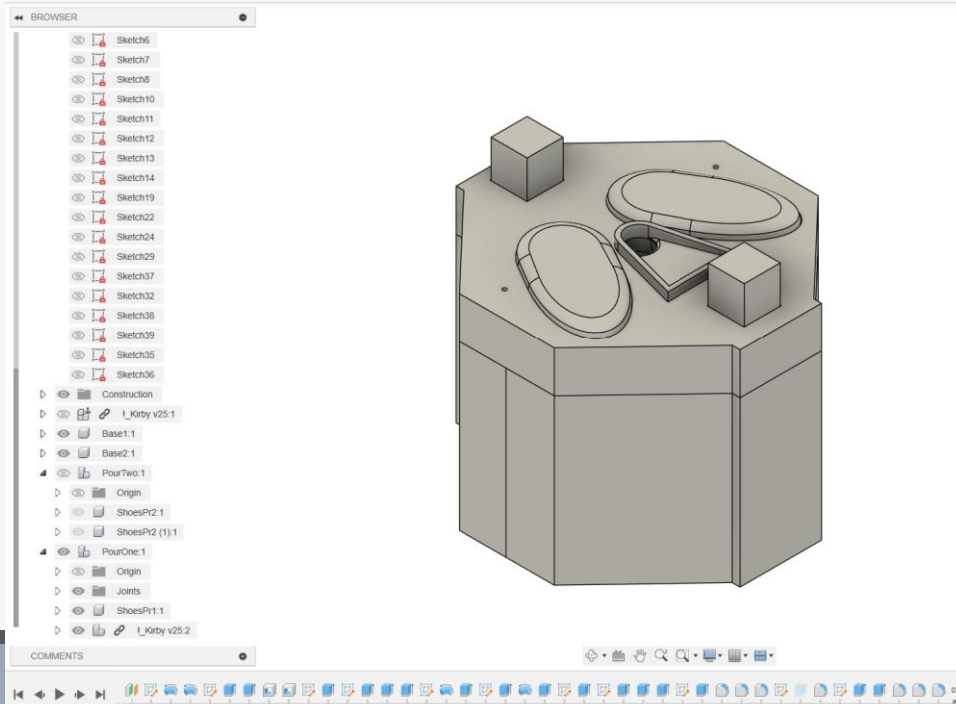 BROWSER
Sketch6
Sketch7
Sketch8
Sketch10
Sketch11
Sketch12
Sketch13
Sketch14
Sketch19
Sketch22
Sketch24
Sketch29
Sketch37
Sketch32
Sketch38
Sketch39
Sketch35
Sketch36
Construction
!_Kirby v25:1
Base1:1
Base2:1
PourTwo:1
Origin
ShoesPr2:1
ShoesPr2 (1):1
PourOne:1
Origin
Joints
ShoesPr1:1
!_Kirby v25:2
COMMENTS